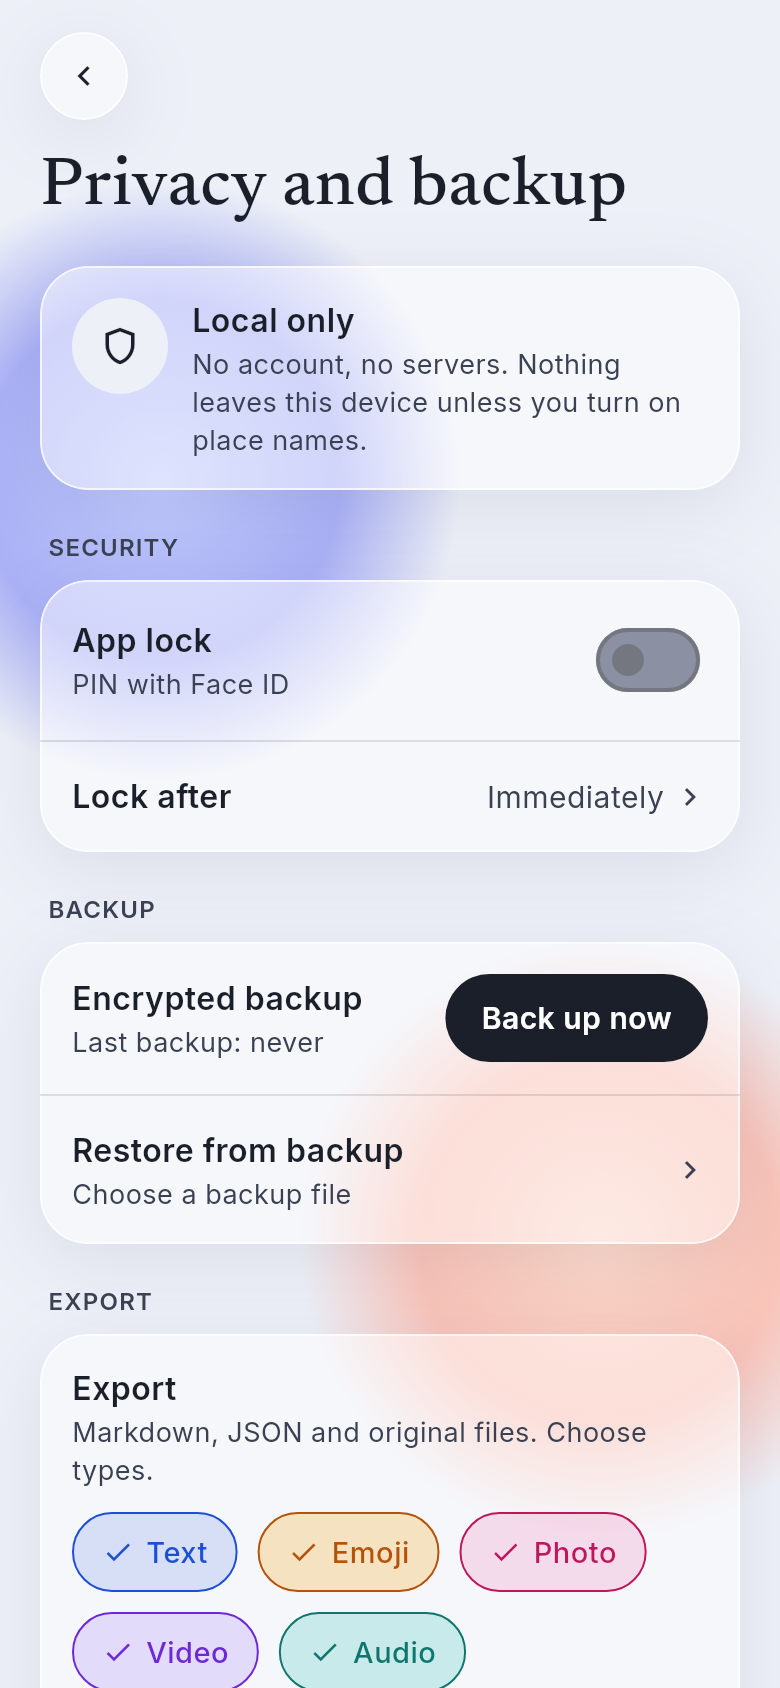 Privacy and backup
Local only
No account, no servers. Nothing
leaves this device unless you turn on
place names.
SECURITY
App lock
PIN with Face ID
Lock after
Immediately
BACKUP
Encrypted backup
Last backup: never
Back up now
Restore from backup
Choose a backup file
EXPORT
Export
Markdown, JSON and original files. Choose
types.
Text
Emoji
Photo
Video
Audio